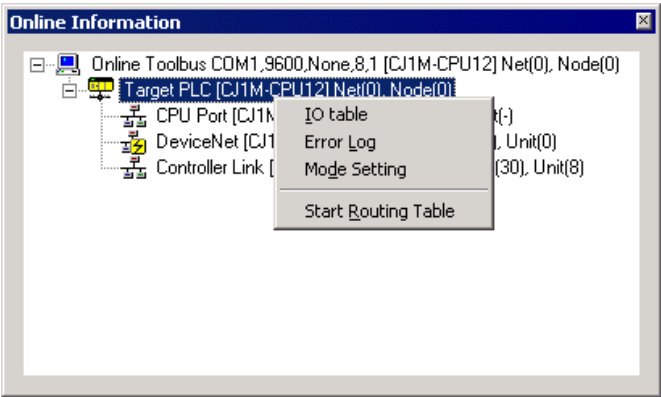 Online Information
Online Toolbus COM1,9600,None,8,1 [CJ1M-CPU12] Net(0), Node(0)
Target PLC [CJ1M-CPU12] Net(0), Node(0)
CPU Port [CJ1M t(-)
DeviceNet [CJ1 ), Unit(0)
Controller Link [ (30), Unit(8)
IO table
Error Log
Mode Setting
Start Routing Table